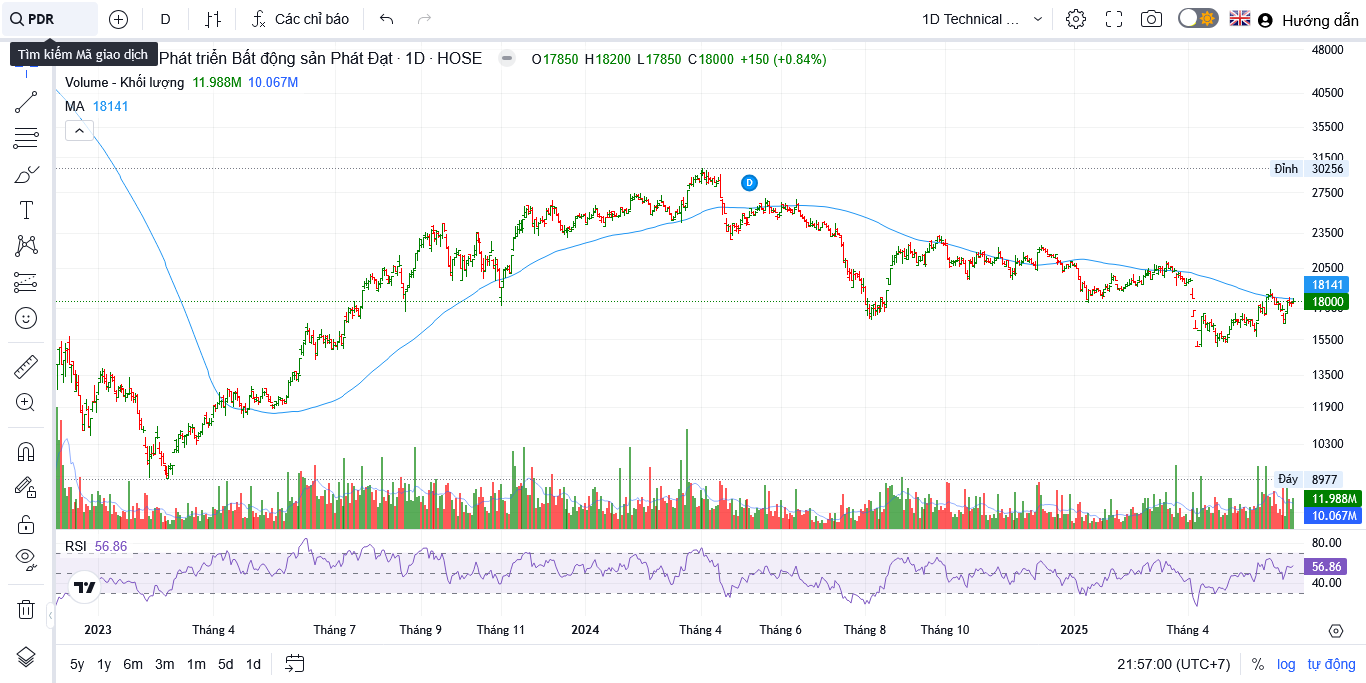 PDR
D
Các chỉ báo
1D Technical ...
Hướng dẫn
Tìm kiếm Mã giao dịch
Phát triển Bất động sản Phát Đạt · 1D · HOSE
O17850 H18200 L17850 C18000 +150 (+0.84%)
Volume - Khối lượng 11.988M 10.067M
MA 18141
48000
40500
35500
31500
Đỉnh 30256
27500
23500
20500
18141
18000
17000
15500
13500
11900
10300
Đáy 8977
11.988M
10.067M
D
RSI 56.86
80.00
56.86
40.00
2023 Tháng 4 Tháng 7 Tháng 9 Tháng 11 2024 Tháng 4 Tháng 6 Tháng 8 Tháng 10 2025 Tháng 4
5y 1y 6m 3m 1m 5d 1d
21:57:00 (UTC+7) % log tự động